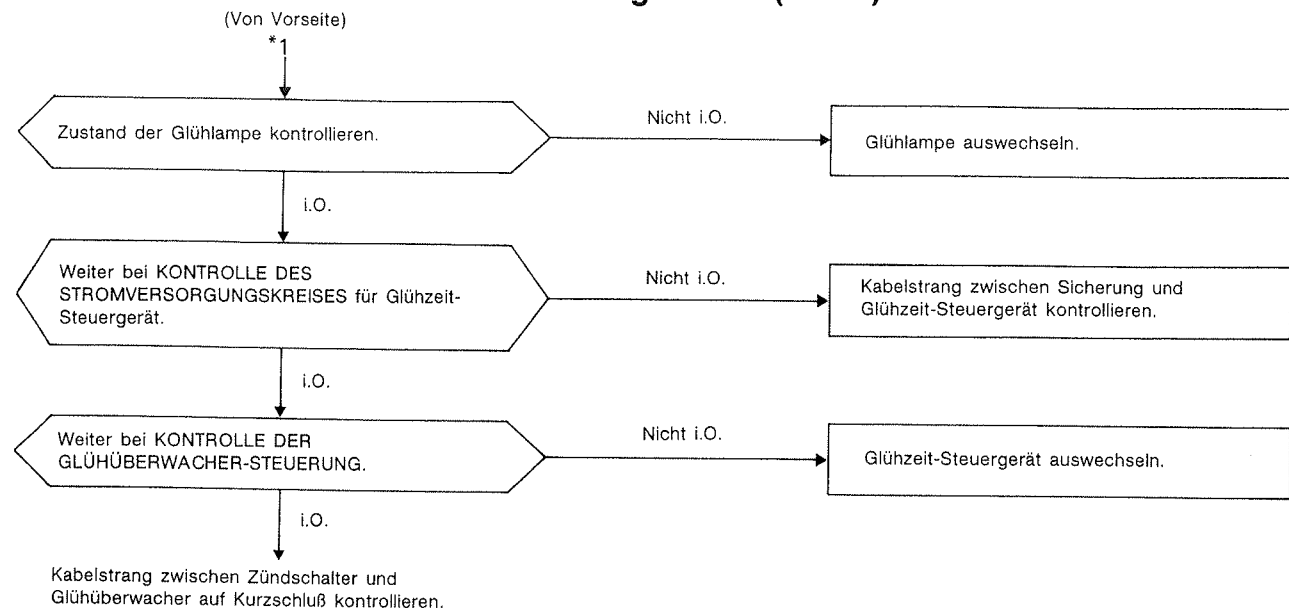 (Von Vorseite)
*1
Zustand der Glühlampe kontrollieren.
Nicht i.O.
Glühlampe auswechseln.
i.O.
Weiter bei KONTROLLE DES
STROMVERSORGUNGSKREISES für Glühzeit-
Steuergerät.
Nicht i.O.
Kabelstrang zwischen Sicherung und
Glühzeit-Steuergerät kontrollieren.
i.O.
Weiter bei KONTROLLE DER
GLÜHÜBERWACHER-STEUERUNG.
Nicht i.O.
Glühzeit-Steuergerät auswechseln.
i.O.
Kabelstrang zwischen Zündschalter und
Glühüberwacher auf Kurzschluß kontrollieren.